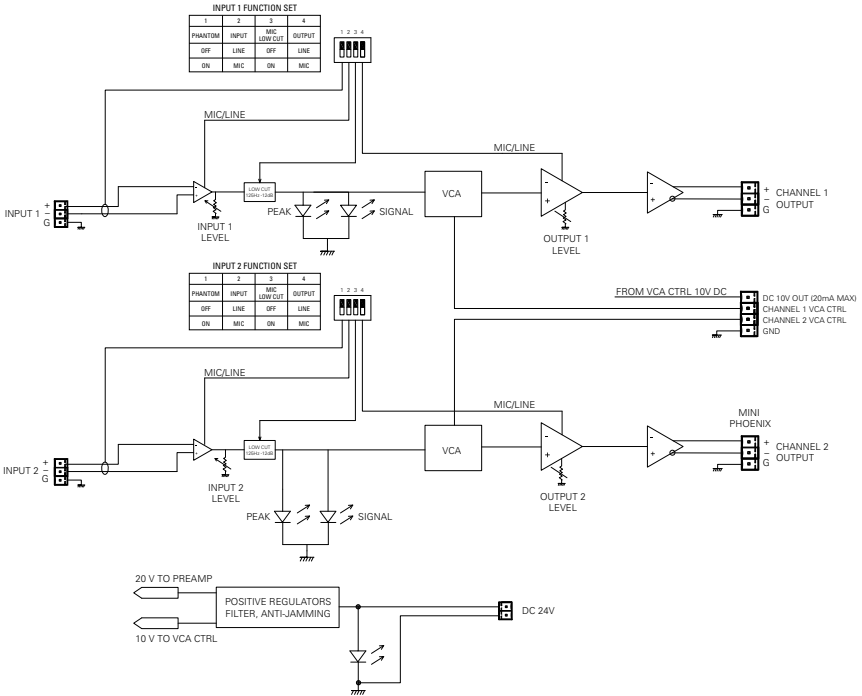 INPUT 1 FUNCTION SET
1 2 3 4
PHANTOM INPUT MIC LOW CUT OUTPUT
OFF LINE OFF LINE
ON MIC ON MIC
1 2 3 4
MIC/LINE
MIC/LINE
INPUT 1
+
−
G
-
+
LOW CUT
125Hz -12dB
INPUT 1
LEVEL
PEAK
SIGNAL
VCA
-
+
OUTPUT 1
LEVEL
-
+
+
−
G
CHANNEL 1
OUTPUT
INPUT 2 FUNCTION SET
1 2 3 4
PHANTOM INPUT MIC LOW CUT OUTPUT
OFF LINE OFF LINE
ON MIC ON MIC
1 2 3 4
FROM VCA CTRL 10V DC
DC 10V OUT (20mA MAX)
CHANNEL 1 VCA CTRL
CHANNEL 2 VCA CTRL
GND
MIC/LINE
MIC/LINE
INPUT 2
+
−
G
-
+
LOW CUT
125Hz -12dB
INPUT 2
LEVEL
PEAK
SIGNAL
VCA
-
+
OUTPUT 2
LEVEL
-
+
MINI
PHOENIX
+
−
G
CHANNEL 2
OUTPUT
20 V TO PREAMP
POSITIVE REGULATORS
FILTER, ANTI-JAMMING
10 V TO VCA CTRL
DC 24V